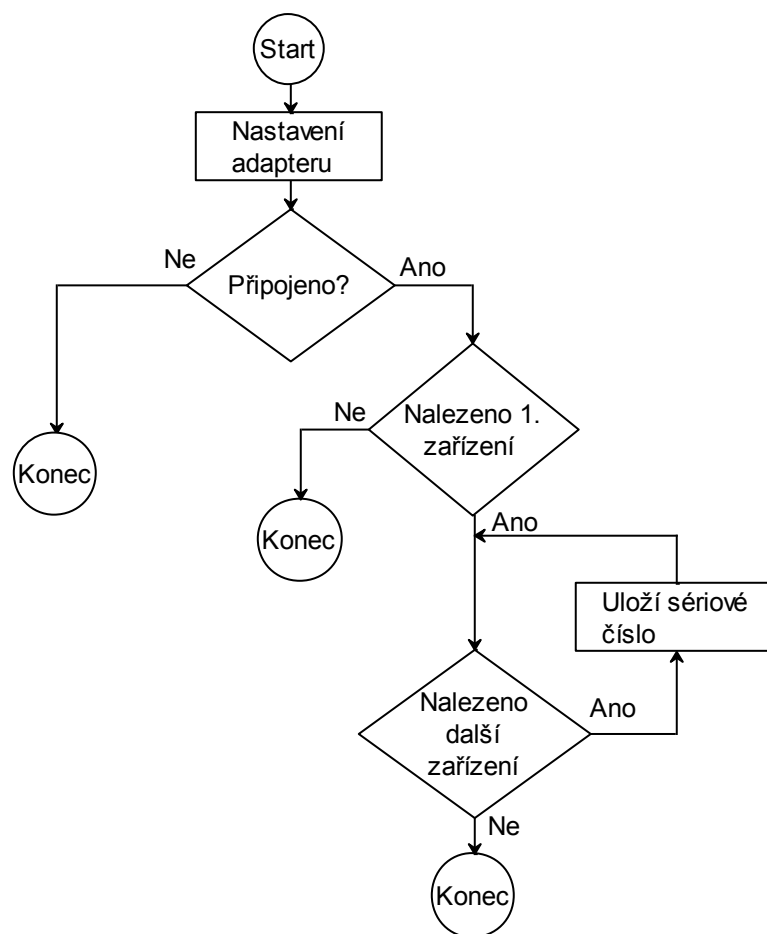 Start
Nastavení
adapteru
Ne
Připojeno?
Ano
Konec
Ne
Nalezeno 1.
zařízení
Konec
Ano
Uloží sériové
číslo
Nalezeno
další
zařízení
Ano
Ne
Konec